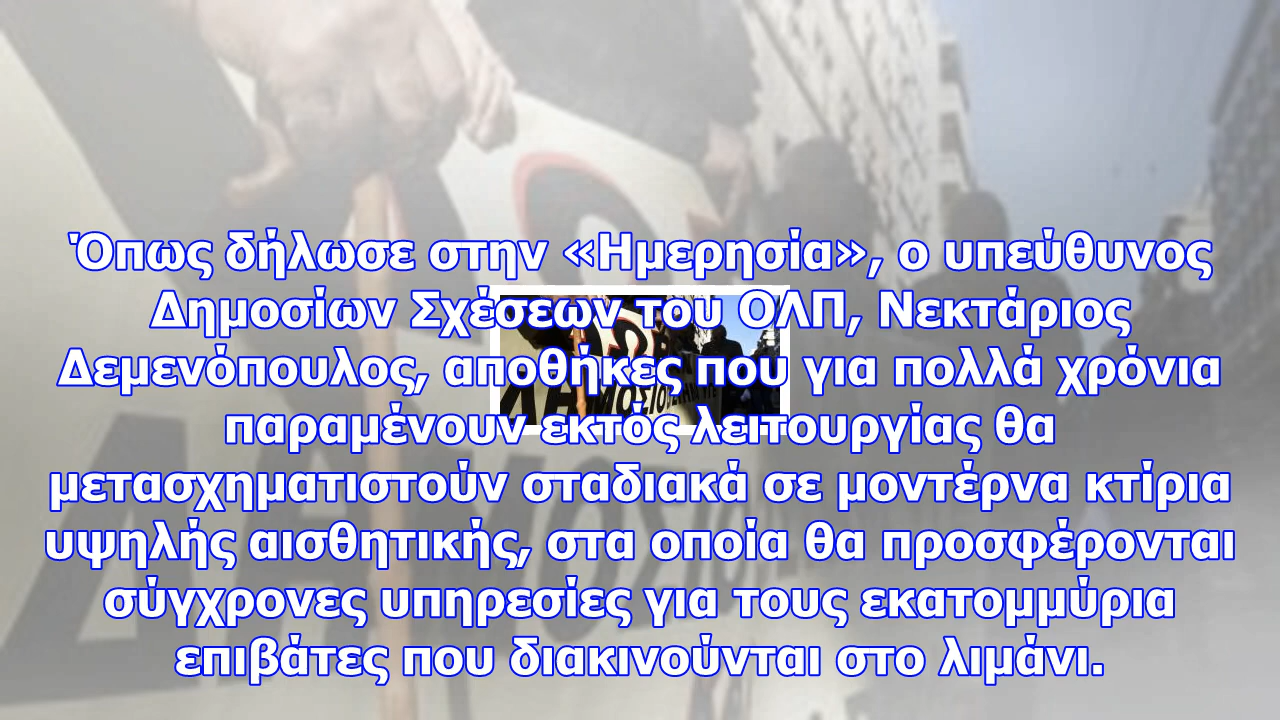 Όπως δήλωσε στην «Ημερησία», ο υπεύθυνος
Δημοσίων Σχέσεων του ΟΛΠ, Νεκτάριος
Δεμενόπουλος, αποθήκες που για πολλά χρόνια
παραμένουν εκτός λειτουργίας θα
μετασχηματιστούν σταδιακά σε μοντέρνα κτίρια
υψηλής αισθητικής, στα οποία θα προσφέρονται
σύγχρονες υπηρεσίες για τους εκατομμύρια
επιβάτες που διακινούνται στο λιμάνι.